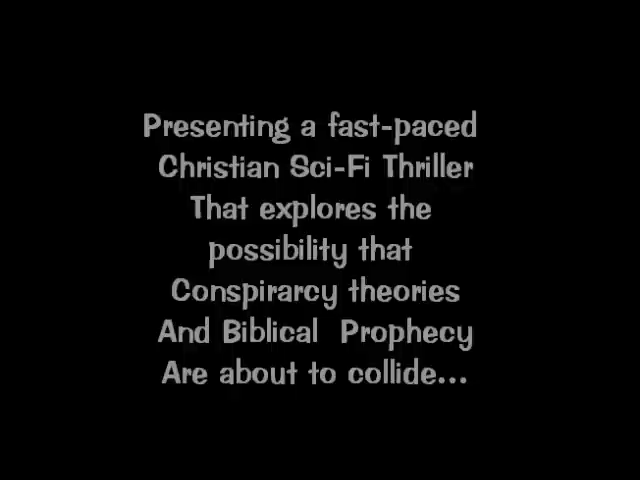 Presenting a fast-paced
Christian Sci-Fi Thriller
That explores the
possibility that
Conspirarcy theories
And Biblical Prophecy
Are about to collide...